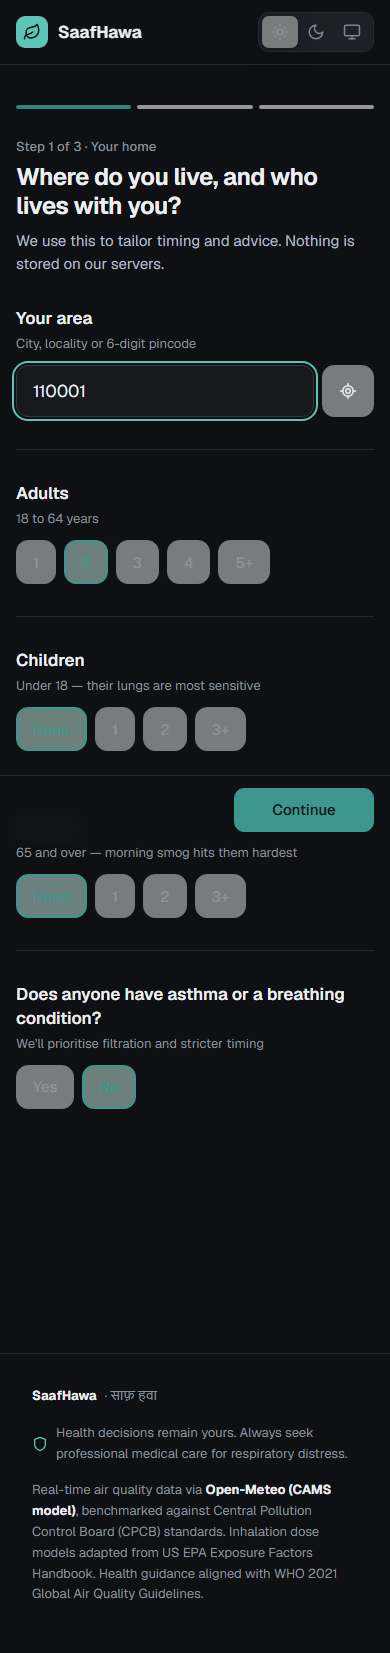 SaafHawa
Step 1 of 3 · Your home
Where do you live, and who
lives with you?
We use this to tailor timing and advice. Nothing is
stored on our servers.
Your area
City, locality or 6-digit pincode
110001
Adults
18 to 64 years
1 2 3 4 5+
Children
Under 18 — their lungs are most sensitive
None 1 2 3+
Continue
65 and over — morning smog hits them hardest
None 1 2 3+
Does anyone have asthma or a breathing
condition?
We'll prioritise filtration and stricter timing
Yes No
SaafHawa · साफ़ हवा
Health decisions remain yours. Always seek
professional medical care for respiratory distress.
Real-time air quality data via Open-Meteo (CAMS
model), benchmarked against Central Pollution
Control Board (CPCB) standards. Inhalation dose
models adapted from US EPA Exposure Factors
Handbook. Health guidance aligned with WHO 2021
Global Air Quality Guidelines.